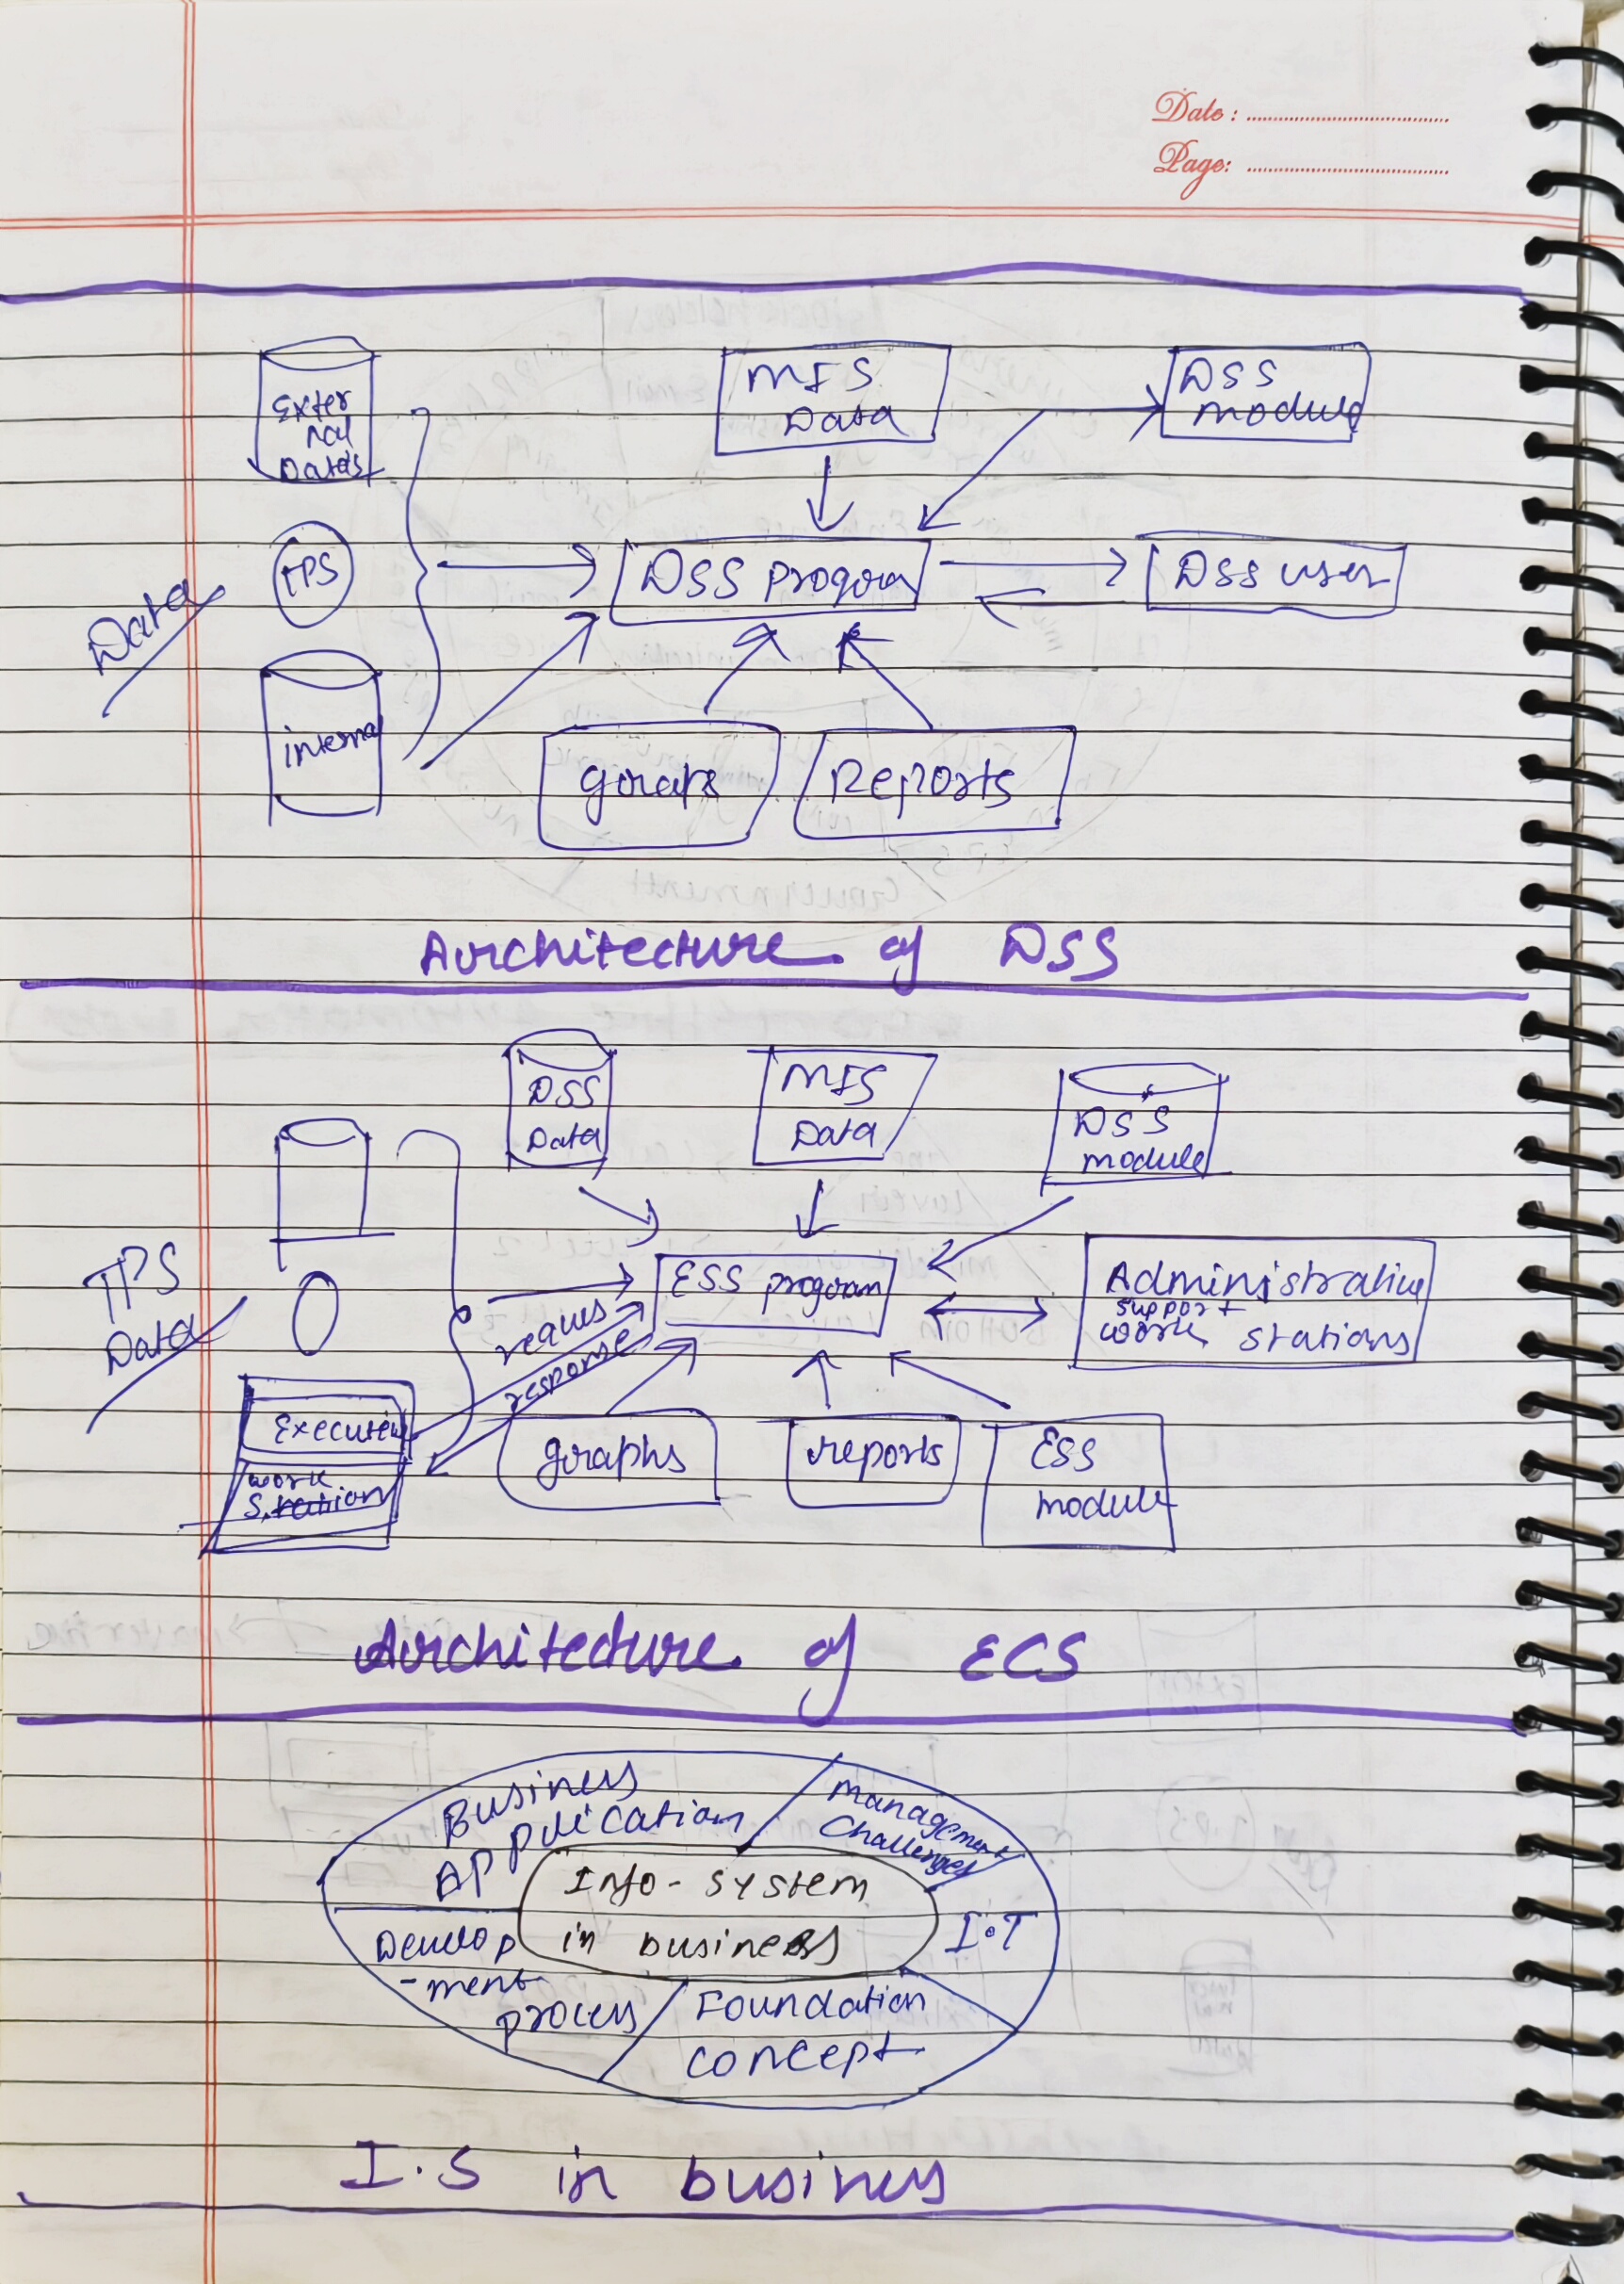 Date :
Page:
Exter
nal
Data's
MIS
Data
DSS
module
TPS
Data
DSS program
DSS user
internal
graphs
Reports
Architecture of DSS
DSS
Data
MIS
Data
DSS
module
TPS
Data
ESS program
Administrative
support
work stations
reques
response
Executive
work
Station
graphs
reports
ESS
module
Architecture of ECS
Business
Application
Management
Challenges
Info-System
in business
I.T
Develop
-ment
process
Foundation
concept
I.S in business